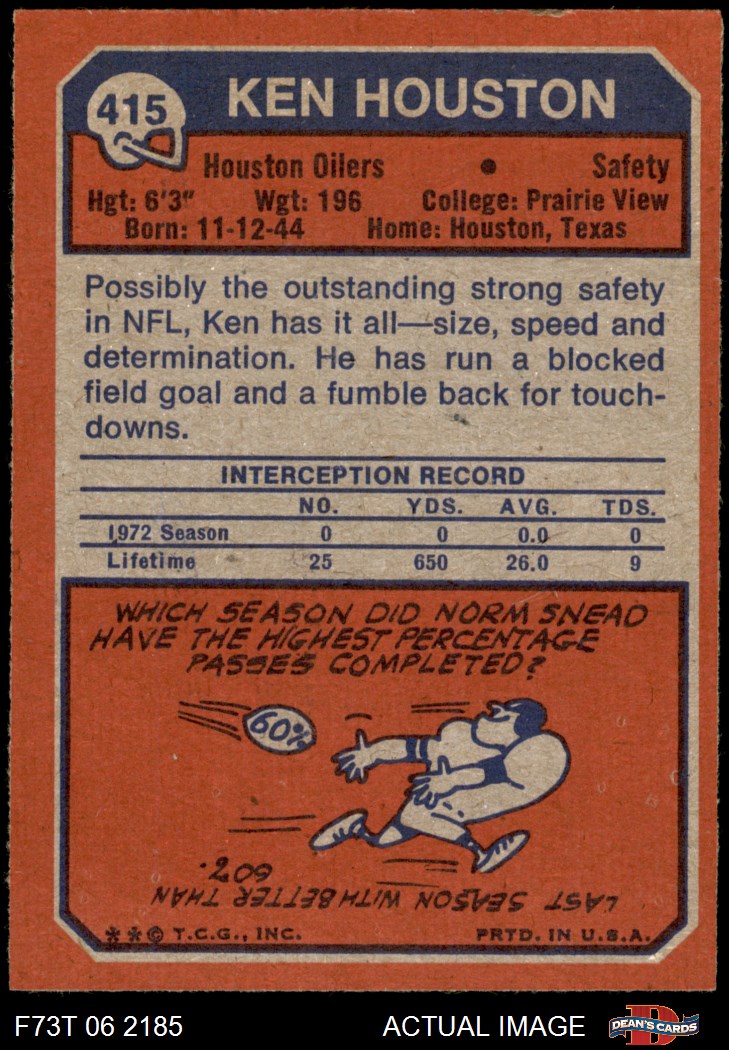 415
KEN HOUSTON
Houston Oilers • Safety
Hgt: 6'3" Wgt: 196 College: Prairie View
Born: 11-12-44 Home: Houston, Texas
Possibly the outstanding strong safety
in NFL, Ken has it all—size, speed and
determination. He has run a blocked
field goal and a fumble back for touch-
downs.
INTERCEPTION RECORD
NO. YDS. AVG. TDS.
1972 Season 0 0 0.0 0
Lifetime 25 650 26.0 9
WHICH SEASON DID NORM SNEAD
HAVE THE HIGHEST PERCENTAGE
PASSES COMPLETED?
60%
LAST SEASON WITH BETTER THAN
60%.
**© T.C.G., INC. PRTD. IN U.S.A.
F73T 06 2185 ACTUAL IMAGE
D
DEAN'S CARDS